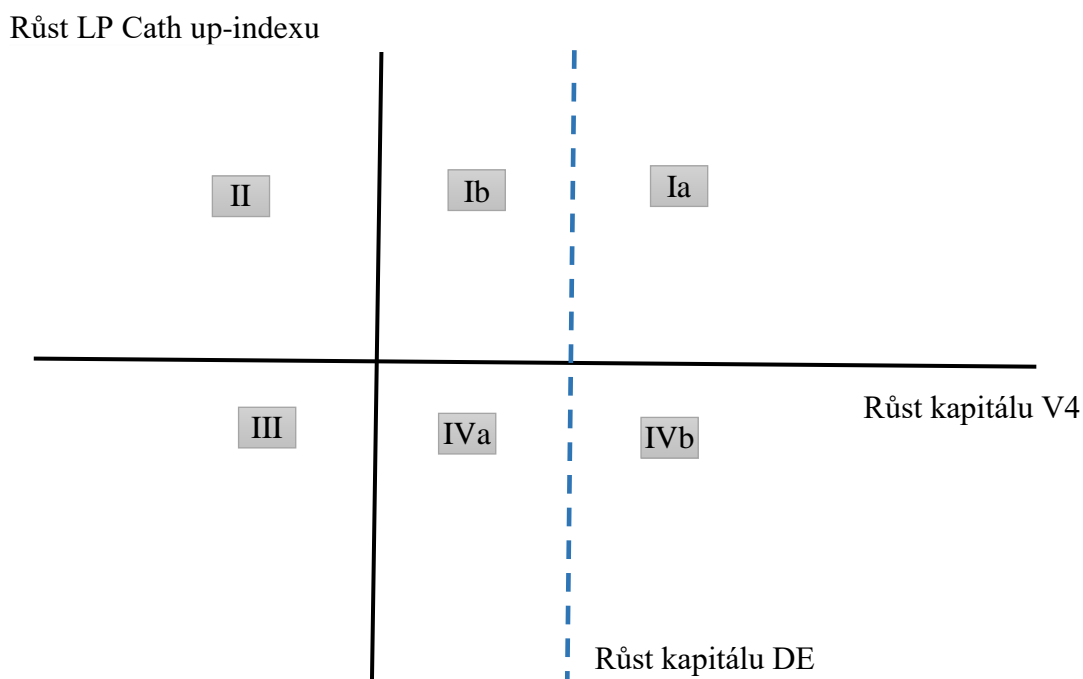 Růst LP Cath up-indexu
II
Ib
Ia
Růst kapitálu V4
III
IVa
IVb
Růst kapitálu DE